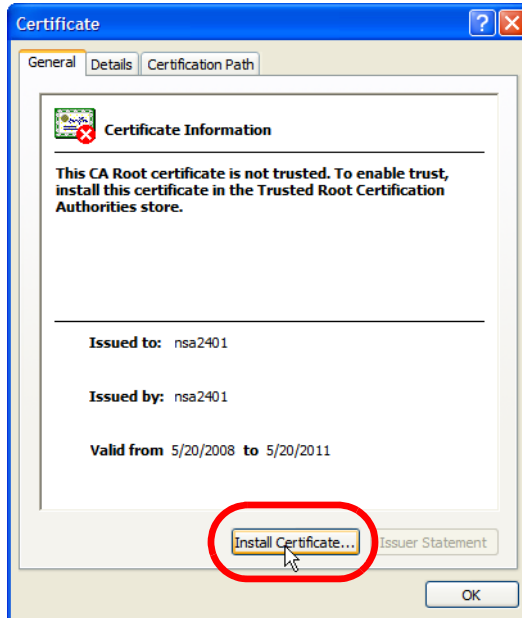 Certificate
General Details Certification Path
Certificate Information
This CA Root certificate is not trusted. To enable trust,
install this certificate in the Trusted Root Certification
Authorities store.
Issued to: nsa2401
Issued by: nsa2401
Valid from 5/20/2008 to 5/20/2011
Install Certificate... Issuer Statement
OK